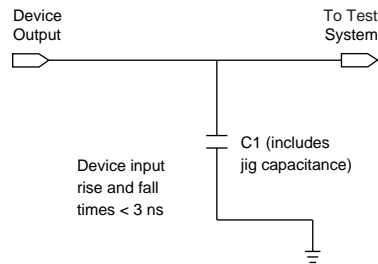 Device
Output
To Test
System
C1 (includes
jig capacitance)
Device input
rise and fall
times < 3 ns